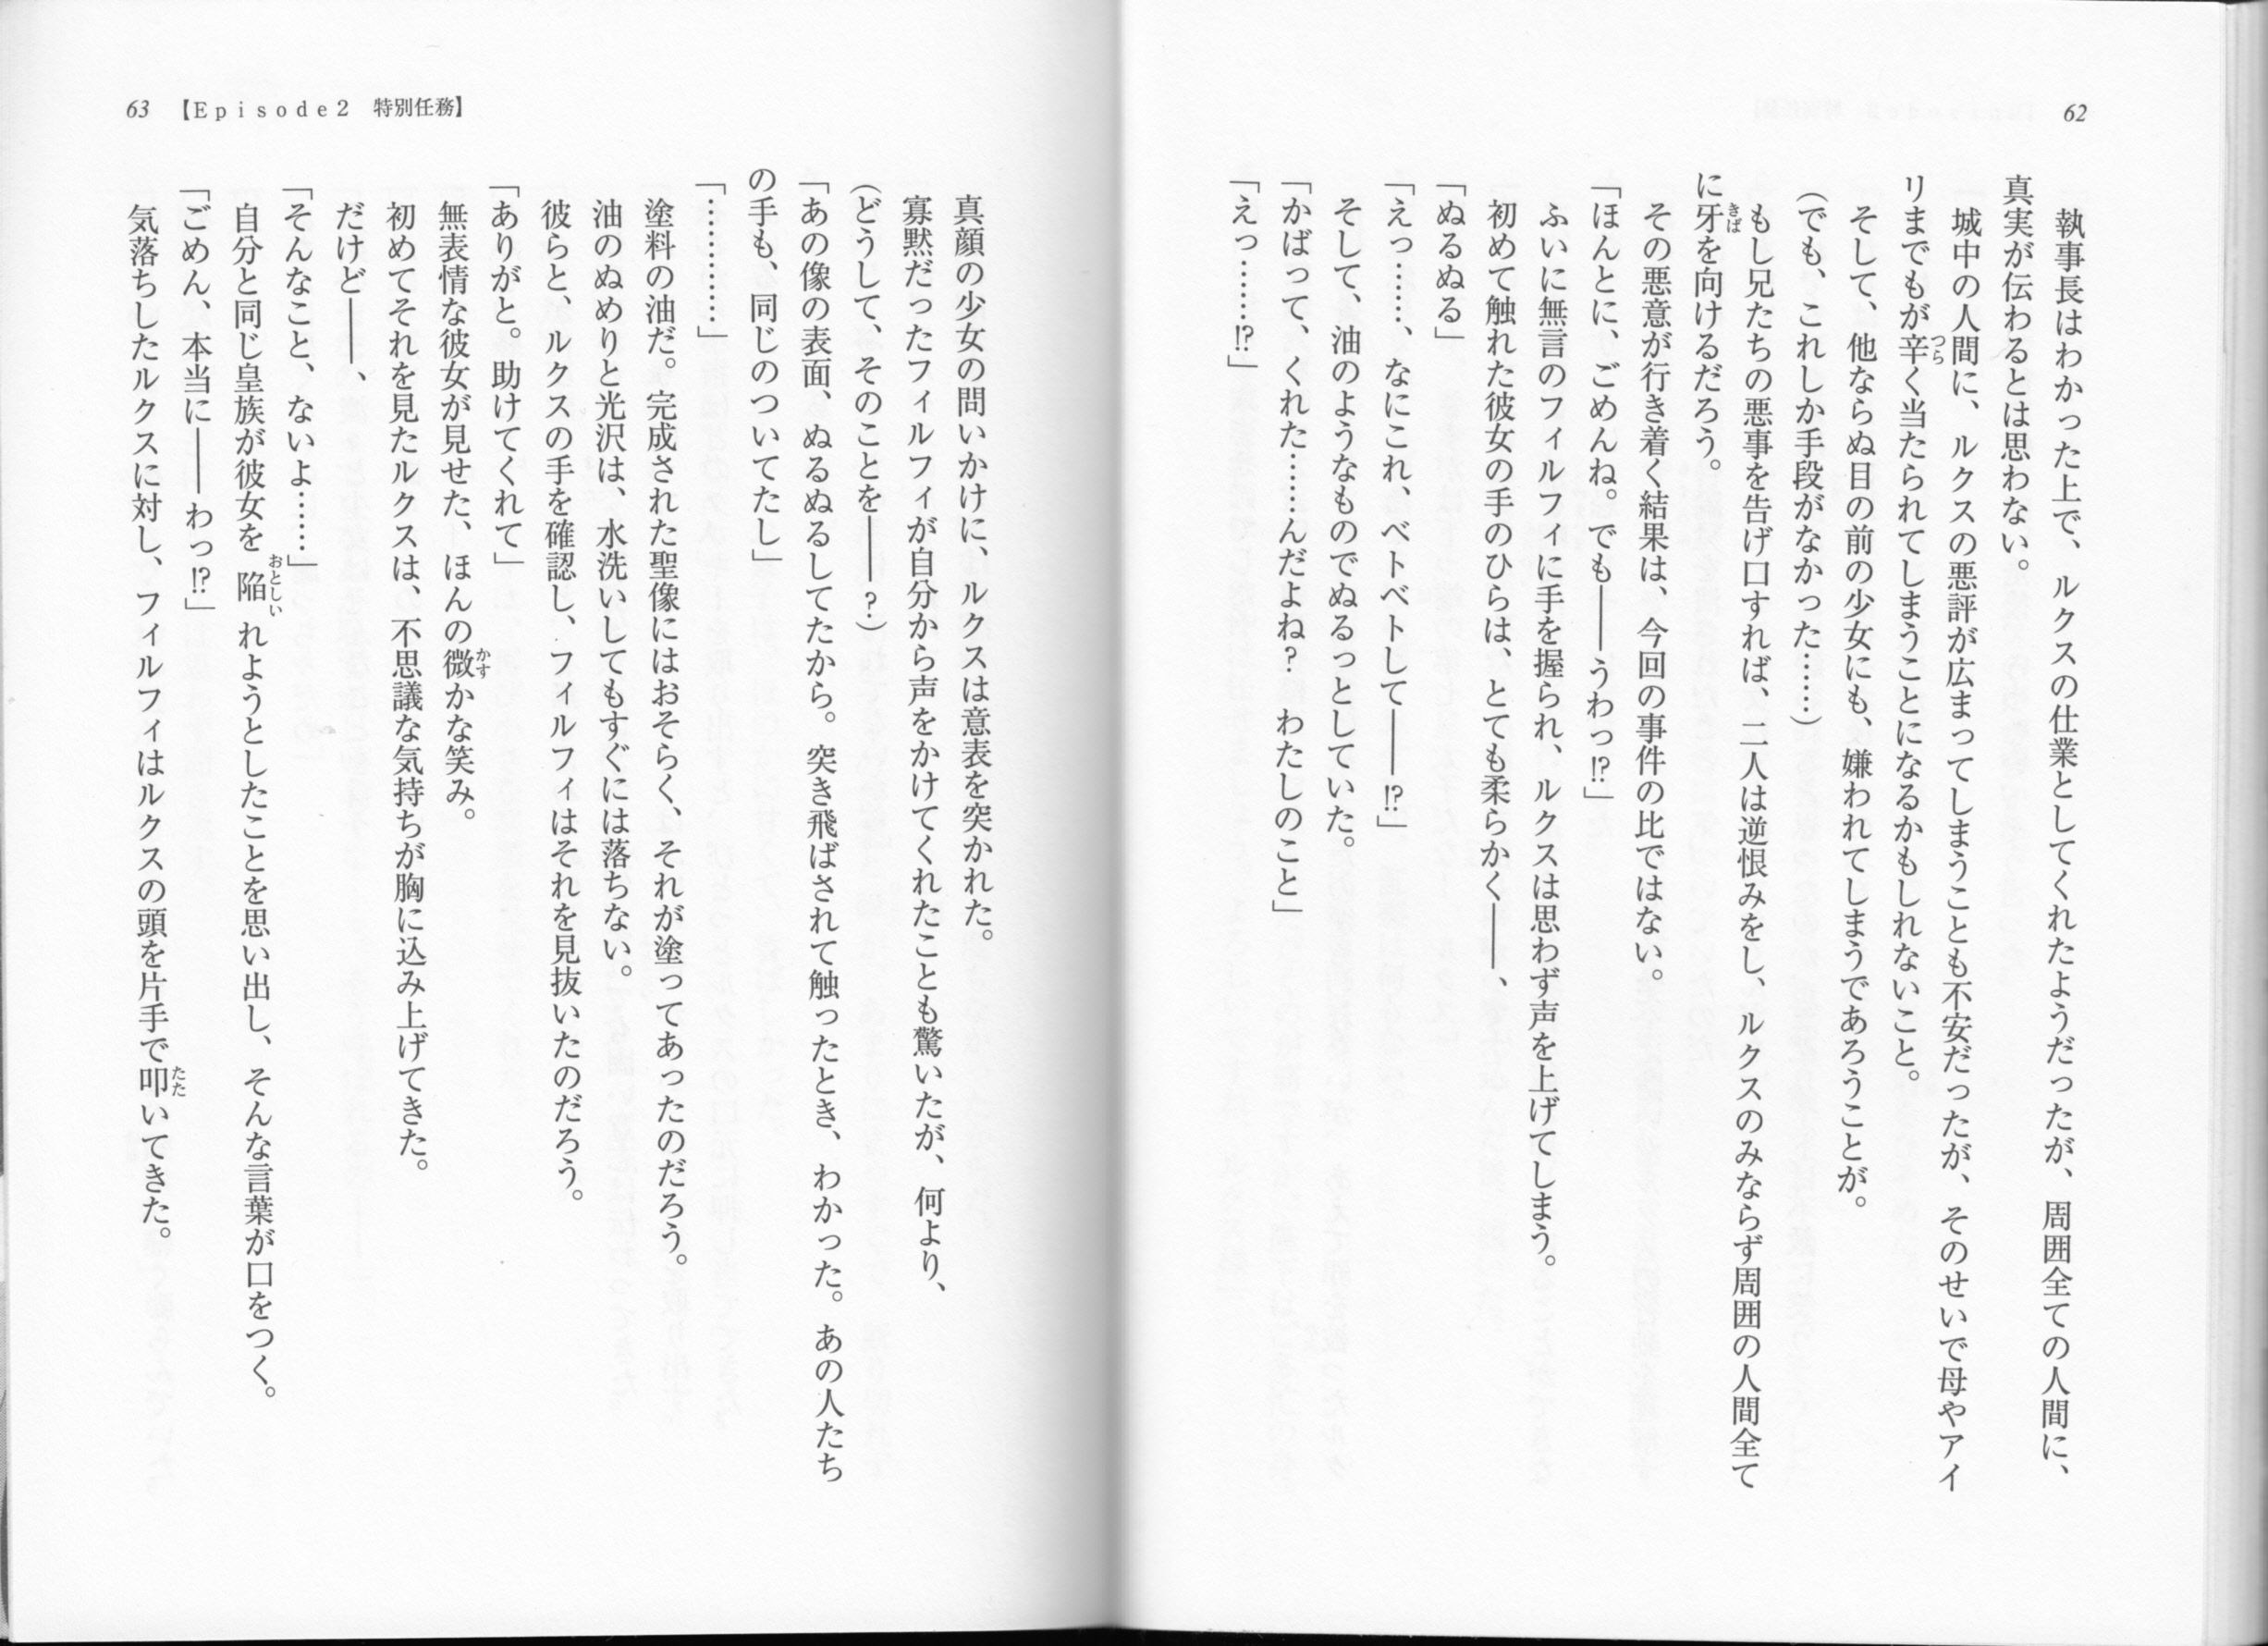 62
執事長はわかった上で、ルクスの仕業としてくれたようだったが、周囲全ての人間に、
真実が伝わるとは思わない。
城中の人間に、ルクスの悪評が広まってしまうことも不安だったが、そのせいで母やアイ
リまでもが辛く当たられてしまうことになるかもしれないこと。
そして、他ならぬ目の前の少女にも、嫌われてしまうであろうことが。
(でも、これしか手段がなかった……)
もし兄たちの悪事を告げ口すれば、二人は逆恨みをし、ルクスのみならず周囲の人間全て
に牙を向けるだろう。
その悪意が行き着く結果は、今回の事件の比ではない。
「ほんとに、ごめんね。でも――うわっ!?」
ふいに無言のフィルフィに手を握られ、ルクスは思わず声を上げてしまう。
初めて触れた彼女の手のひらは、とても柔らかく――、
「ぬるぬる」
「えっ……、なにこれ、ベトベトして――!?」
そして、油のようなものでぬるっとしていた。
「かばって、くれた……んだよね? わたしのこと」
「えっ……!?」
63 【Episode2 特別任務】
真顔の少女の問いかけに、ルクスは意表を突かれた。
寡黙だったフィルフィが自分から声をかけてくれたことも驚いたが、何より、
(どうして、そのことを――?)
「あの像の表面、ぬるぬるしてたから。突き飛ばされて触ったとき、わかった。あの人たち
の手も、同じのついてたし」
「…………」
塗料の油だ。完成された聖像にはおそらく、それが塗ってあったのだろう。
油のぬめりと光沢は、水洗いしてもすぐには落ちない。
彼らと、ルクスの手を確認し、フィルフィはそれを見抜いたのだろう。
「ありがと。助けてくれて」
無表情な彼女が見せた、ほんの微かな笑み。
初めてそれを見たルクスは、不思議な気持ちが胸に込み上げてきた。
だけど――、
「そんなこと、ないよ……」
自分と同じ皇族が彼女を陥れようとしたことを思い出し、そんな言葉が口をつく。
「ごめん、本当に――わっ!?」
気落ちしたルクスに対し、フィルフィはルクスの頭を片手で叩いてきた。